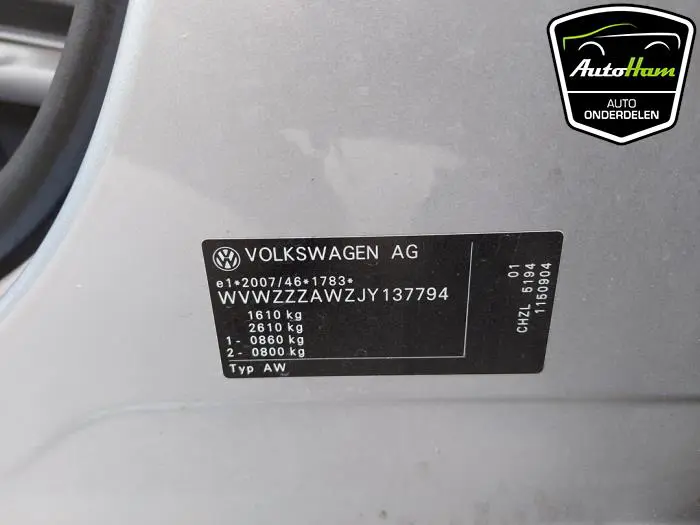 AutoHam
AUTO
ONDERDELEN
VOLKSWAGEN AG
e1*2007/46*1783*
WVWZZZAWZJY137794
1610 kg
2610 kg
1- 0860 kg
2- 0800 kg
Typ AW
01
CHZL 5194
1150904